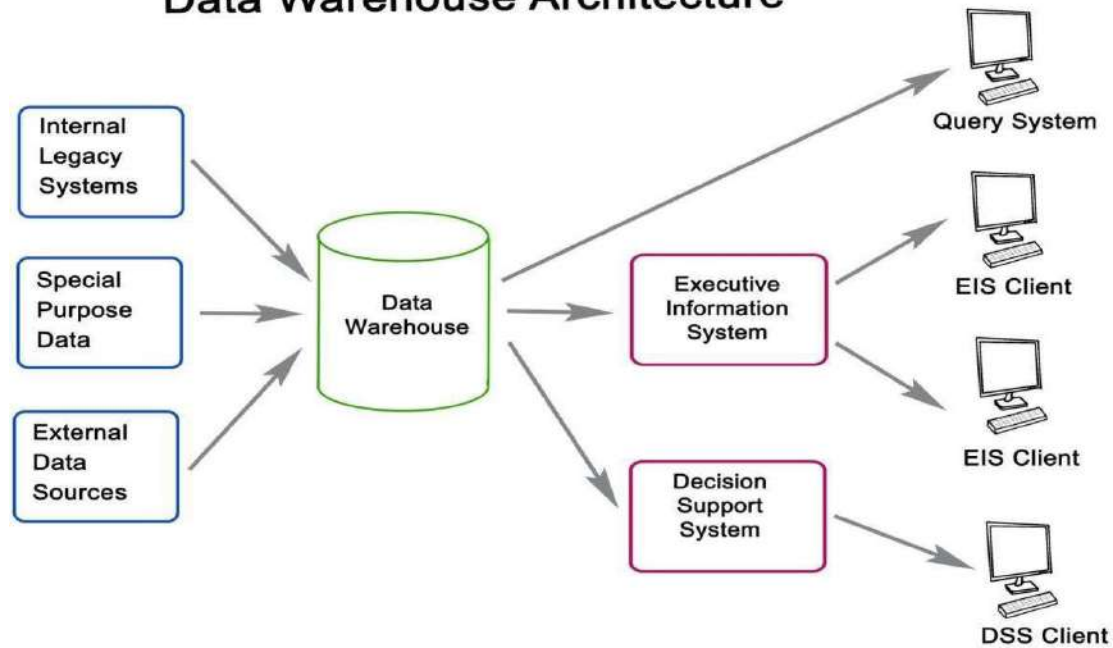 Data Warehouse Architecture
Internal
Legacy
Systems
Special
Purpose
Data
External
Data
Sources
Data
Warehouse
Executive
Information
System
Decision
Support
System
Query System
EIS Client
EIS Client
DSS Client